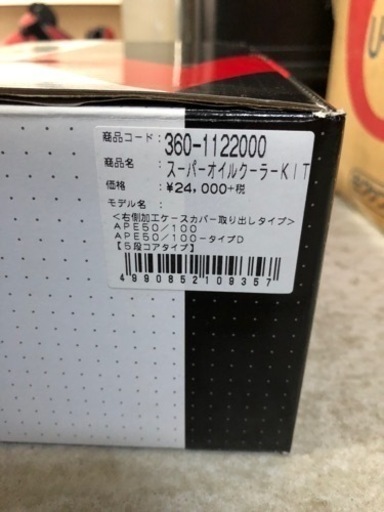 商品コード : 360-1122000
商品名 : スーパーオイルクーラーKIT
価格 : ¥24,000+税
モデル名 :
<右側加工ケースカバー取り出しタイプ>
APE50/100
APE50/100-タイプD
【5段コアタイプ】
4990852109357